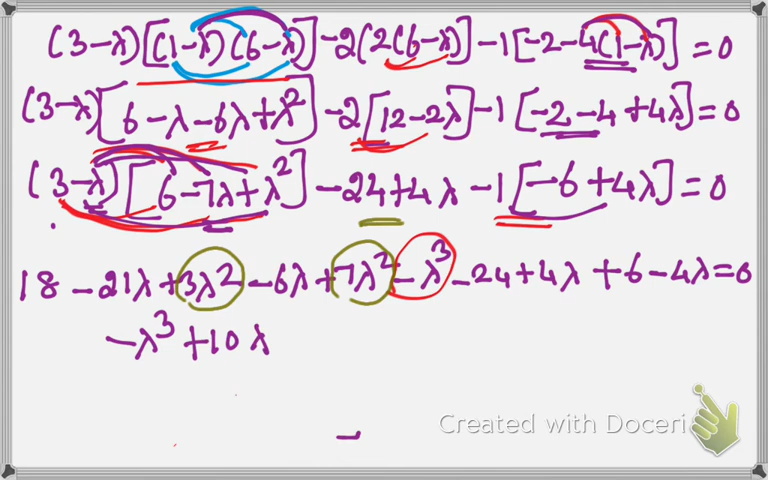 (3-λ)[(1-λ)(6-λ)]-2(2(6-λ)]-1[-2-4(1-λ)]=0
(3-λ)[6-λ-6λ+λ²]-2[12-2λ]-1[-2-4+4λ]=0
(3-λ)[6-7λ+λ²]-24+4λ-1[-6+4λ]=0
18-21λ+3λ²-6λ+7λ²-λ³-24+4λ+6-4λ=0
-λ³+10λ
Created with Doceri